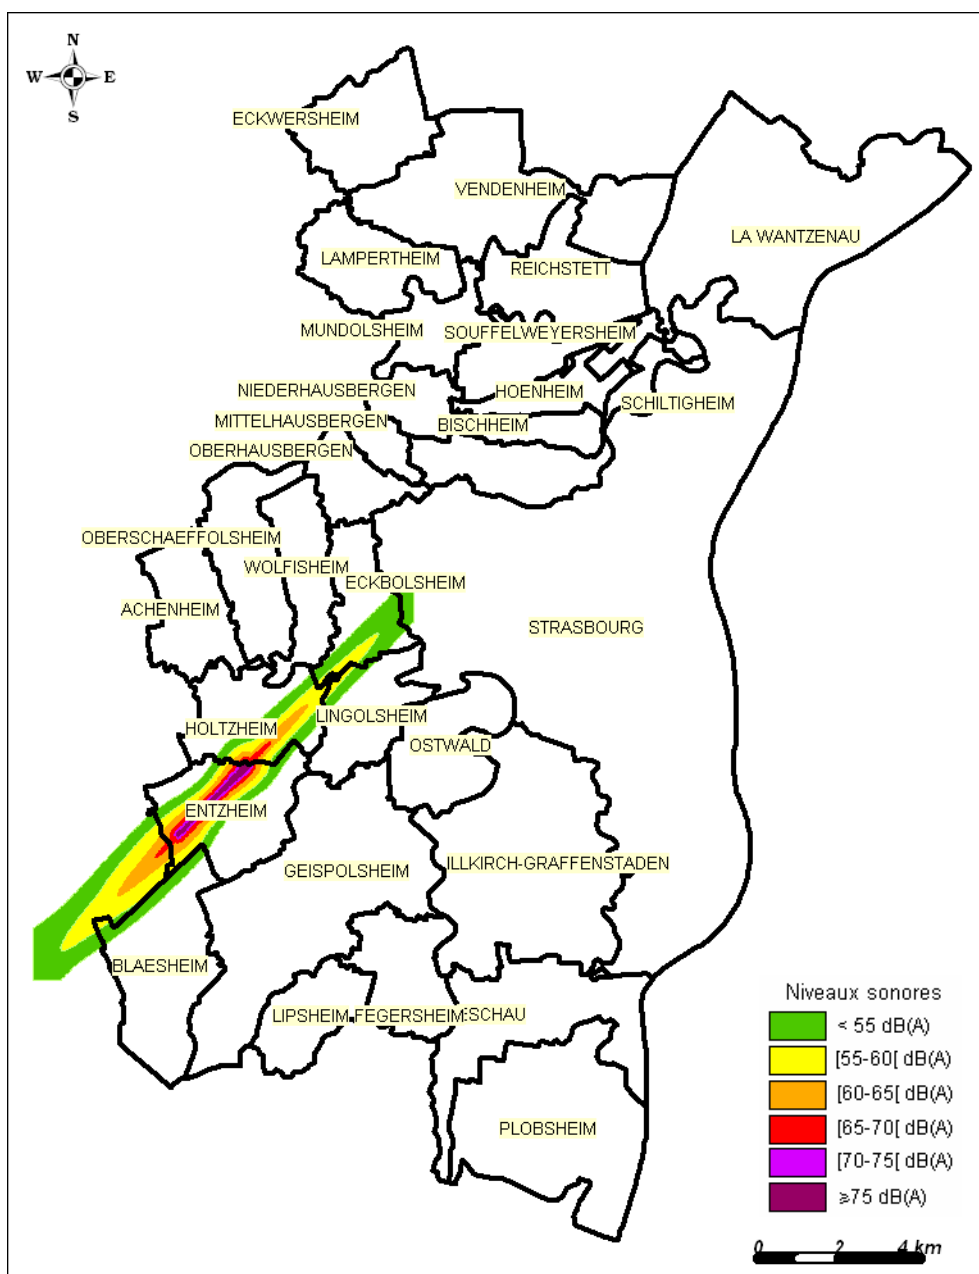 N
W E
S
ECKWERSHEIM
VENDENHEIM
LA WANTZENAU
LAMPERTHEIM
REICHSTETT
MUNDOLSHEIM
SOUFFELWEYERSHEIM
NIEDERHAUSBERGEN
HOENHEIM
SCHILTIGHEIM
MITTELHAUSBERGEN
BISCHHEIM
OBERHAUSBERGEN
OBERSCHAEFFOLSHEIM
WOLFISHEIM
ECKBOLSHEIM
ACHENHEIM
STRASBOURG
LINGOLSHEIM
HOLTZHEIM
OSTWALD
ENTZHEIM
GEISPOLSHEIM
ILLKIRCH-GRAFFENSTADEN
BLAESHEIM
LIPSHEIM
FEGERSHEIM
ESCHAU
PLOBSHEIM
Niveaux sonores
< 55 dB(A)
[55-60[ dB(A)
[60-65[ dB(A)
[65-70[ dB(A)
[70-75[ dB(A)
⩾75 dB(A)
0 2 4 km